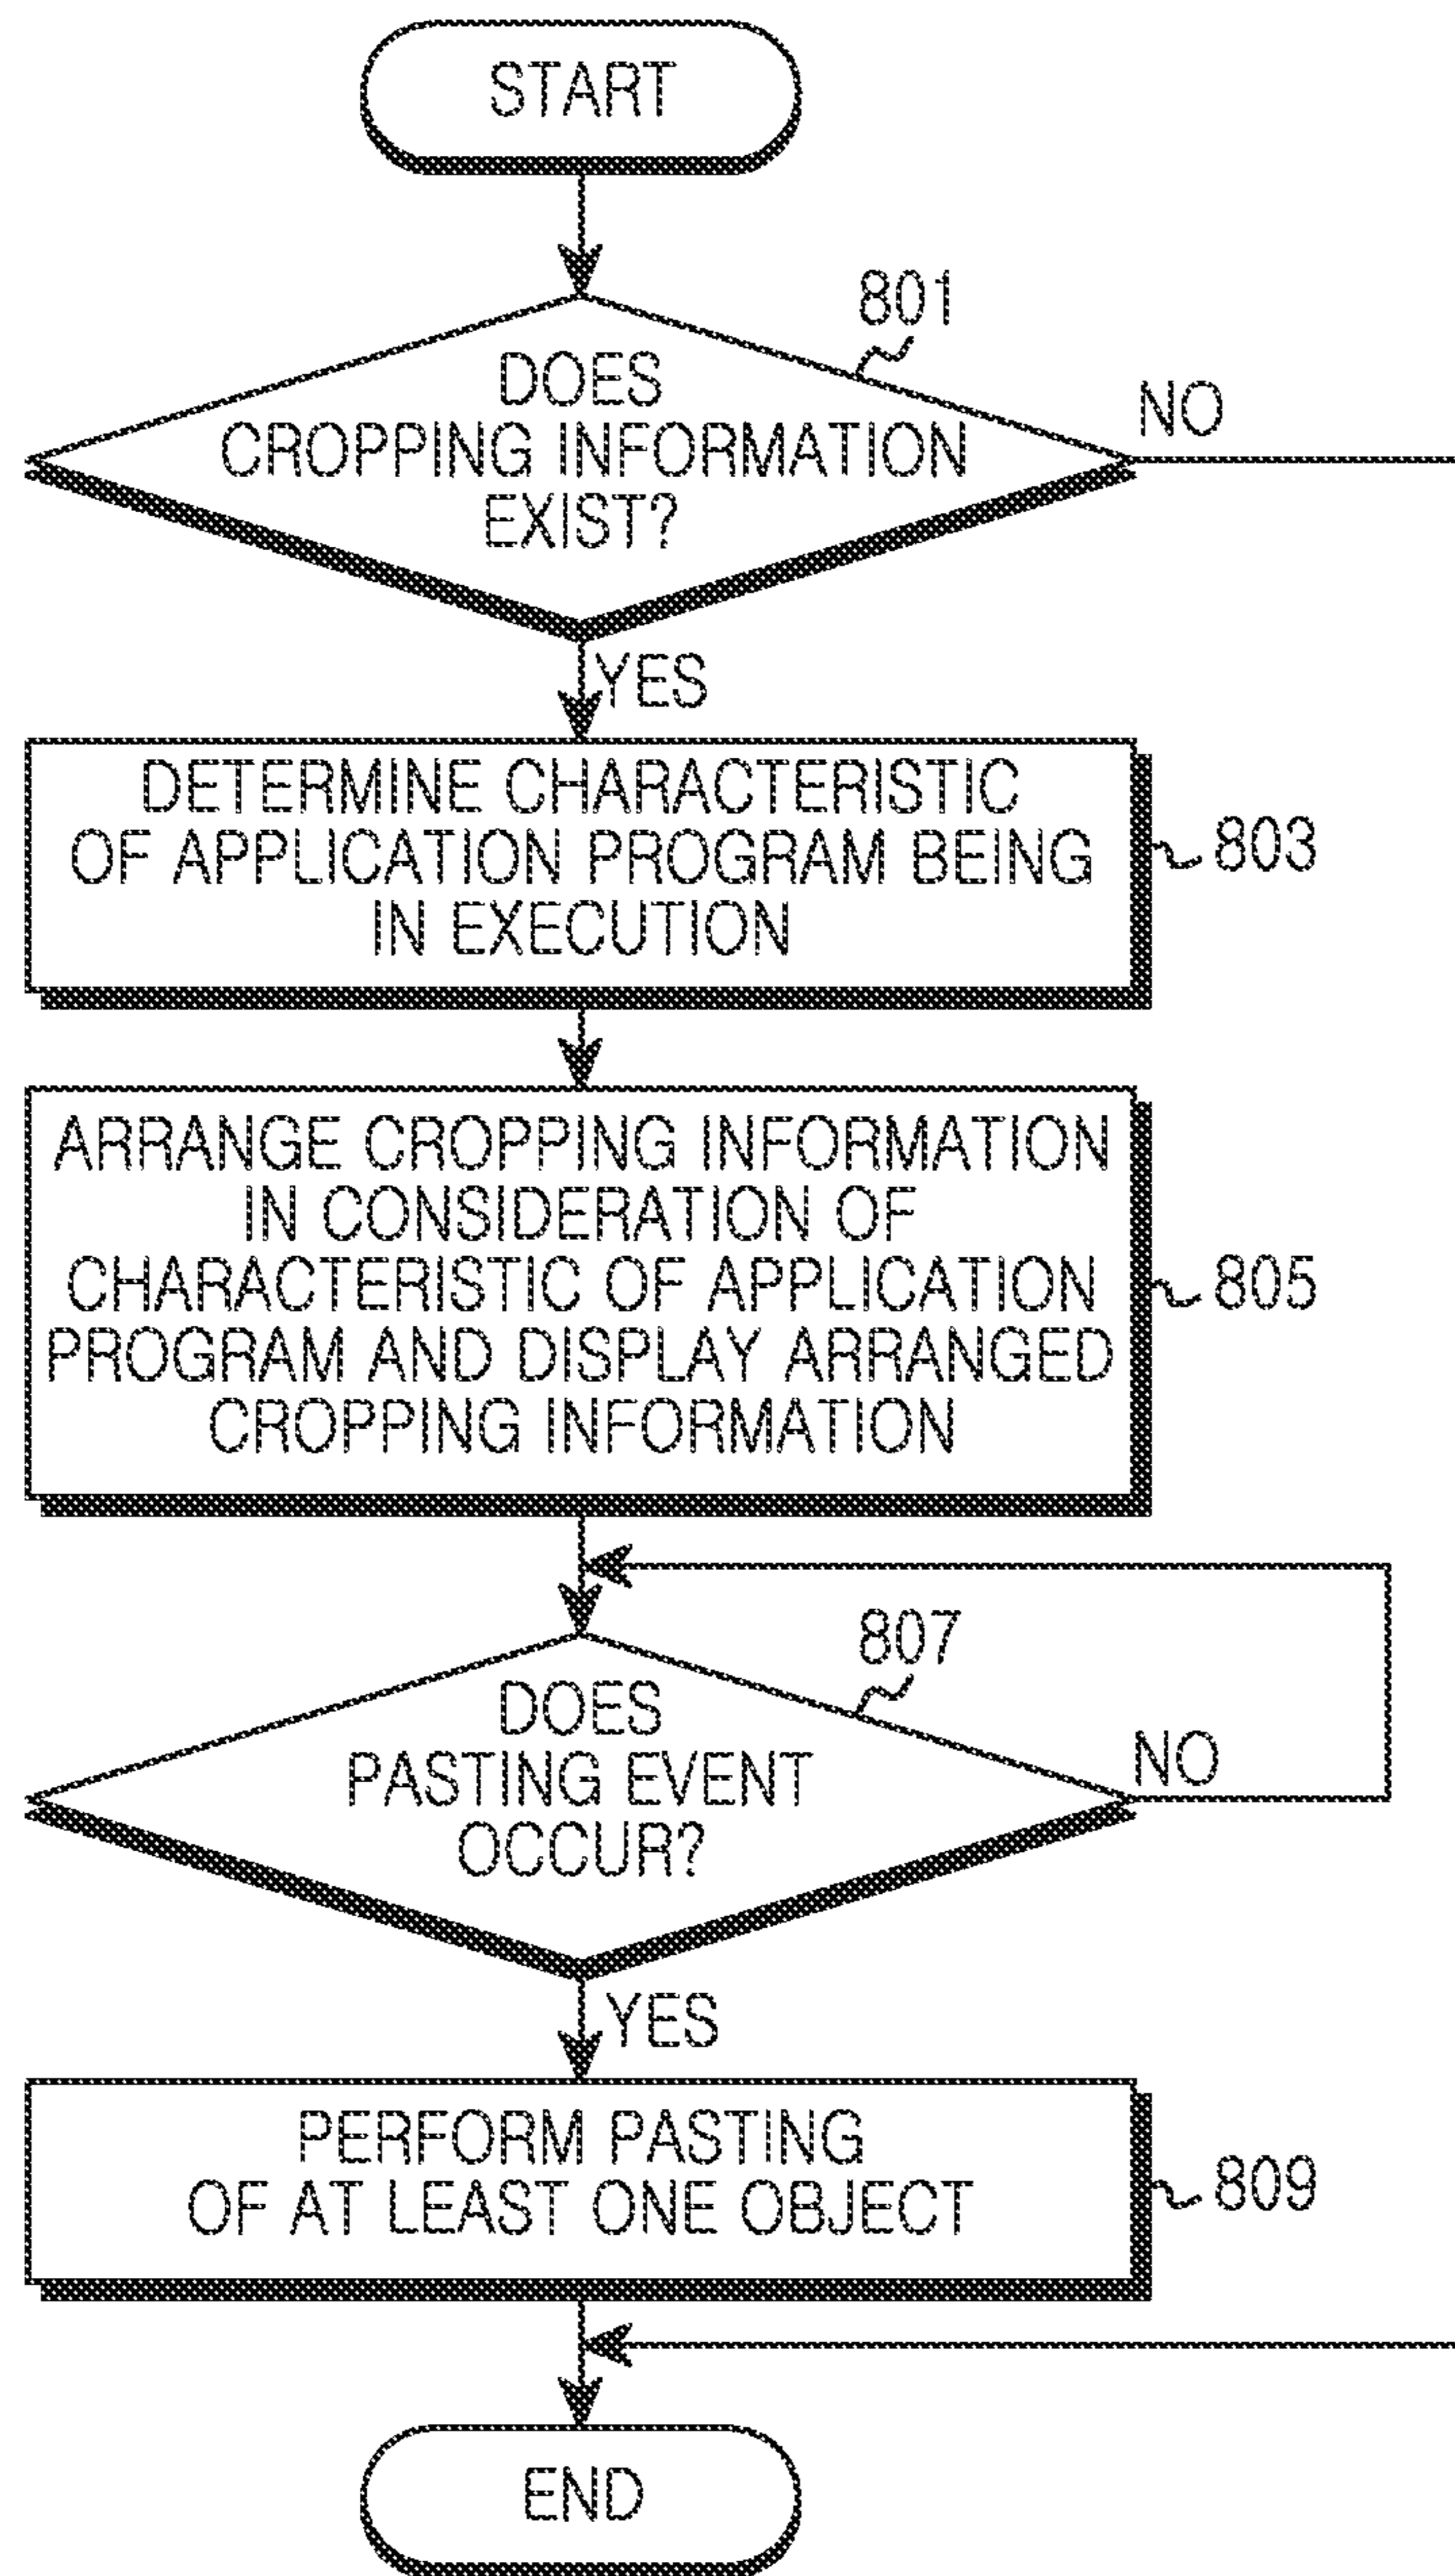 START
801
DOES
CROPPING INFORMATION
EXIST?
NO
YES
DETERMINE CHARACTERISTIC
OF APPLICATION PROGRAM BEING
IN EXECUTION
803
ARRANGE CROPPING INFORMATION
IN CONSIDERATION OF
CHARACTERISTIC OF APPLICATION
PROGRAM AND DISPLAY ARRANGED
CROPPING INFORMATION
805
807
DOES
PASTING EVENT
OCCUR?
NO
YES
PERFORM PASTING
OF AT LEAST ONE OBJECT
809
END